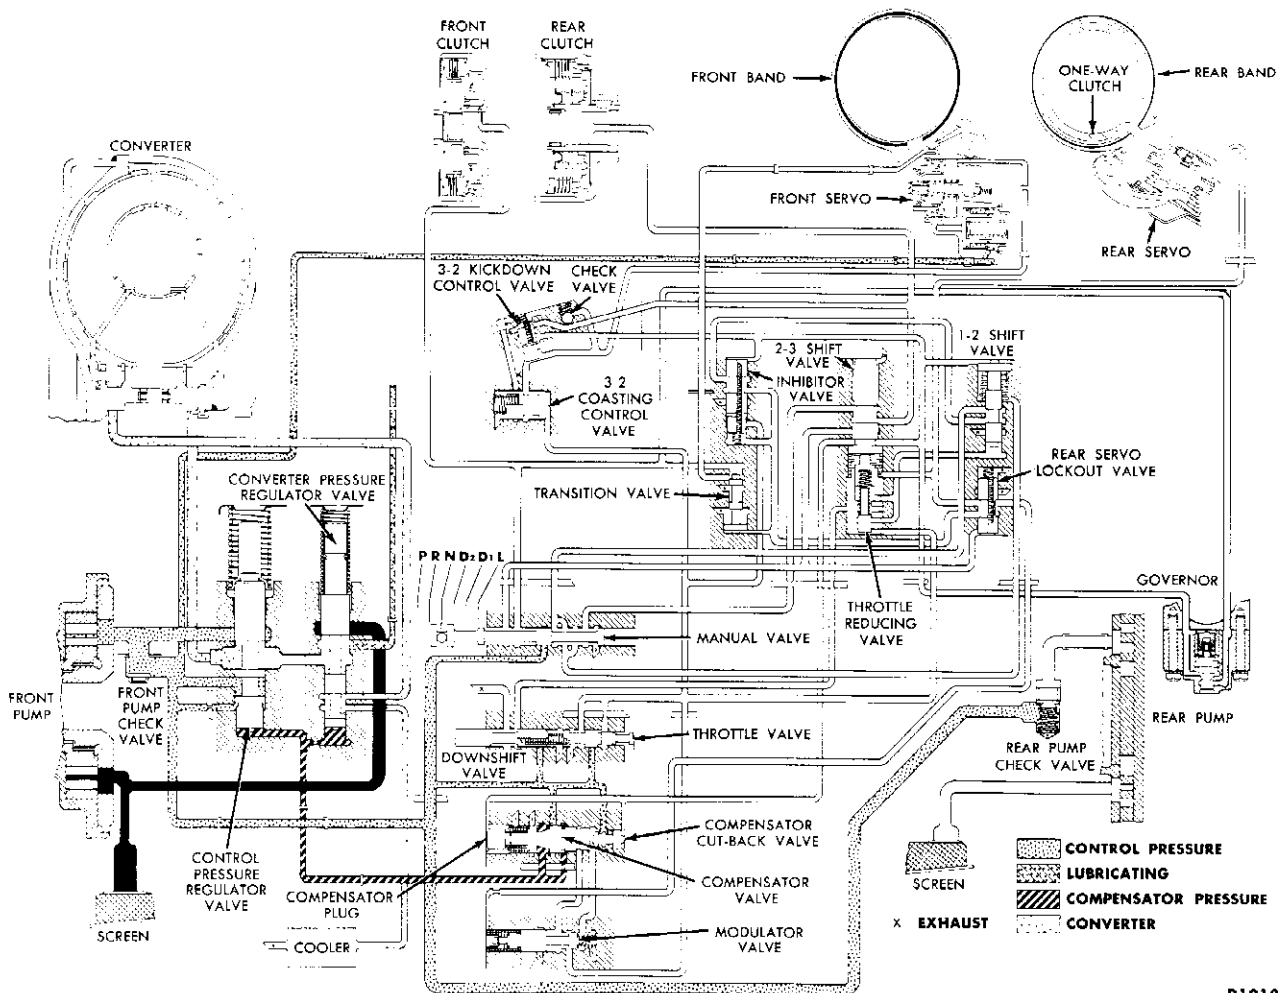 FRONT
CLUTCH
REAR
CLUTCH
FRONT BAND
ONE-WAY
CLUTCH
REAR BAND
CONVERTER
FRONT SERVO
REAR SERVO
3-2 KICKDOWN
CONTROL VALVE
CHECK
VALVE
2-3 SHIFT
VALVE
INHIBITOR
VALVE
1-2 SHIFT
VALVE
3 2
COASTING
CONTROL
VALVE
REAR SERVO
LOCKOUT VALVE
CONVERTER PRESSURE
REGULATOR VALVE
TRANSITION VALVE
P R N D2 D1 L
GOVERNOR
THROTTLE
REDUCING
VALVE
MANUAL VALVE
FRONT
PUMP
FRONT
PUMP
CHECK
VALVE
X
THROTTLE VALVE
DOWNSHIFT
VALVE
REAR PUMP
REAR PUMP
CHECK VALVE
COMPENSATOR
CUT-BACK VALVE
CONTROL
PRESSURE
REGULATOR
VALVE
COMPENSATOR
PLUG
COMPENSATOR
VALVE
SCREEN
SCREEN
COOLER
MODULATOR
VALVE
CONTROL PRESSURE
LUBRICATING
COMPENSATOR PRESSURE
X EXHAUST
CONVERTER